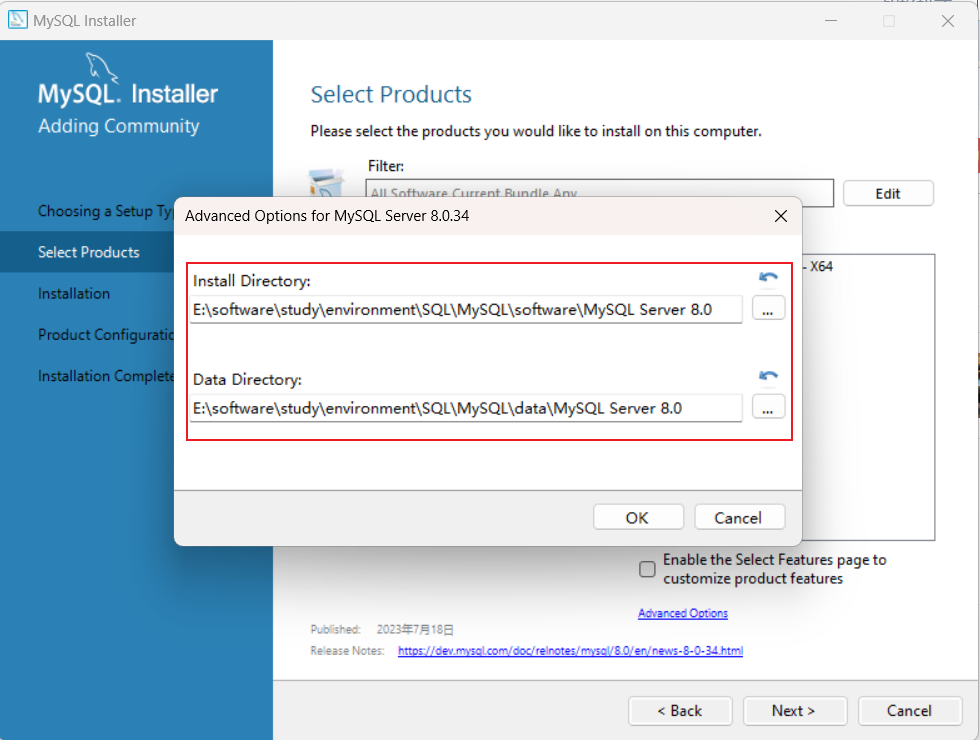 MySQL Installer
MySQL. Installer
Adding Community
Choosing a Setup Ty
Select Products
Installation
Product Configuratio
Installation Complete
Select Products
Please select the products you would like to install on this computer.
Filter:
All Software,Current Bundle,Any
Edit
Advanced Options for MySQL Server 8.0.34
- X64
Install Directory:
E:\software\study\environment\SQL\MySQL\software\MySQL Server 8.0
...
Data Directory:
E:\software\study\environment\SQL\MySQL\data\MySQL Server 8.0
...
OK
Cancel
Enable the Select Features page to
customize product features
Advanced Options
Published: 2023年7月18日
Release Notes: https://dev.mysql.com/doc/relnotes/mysql/8.0/en/news-8-0-34.html
< Back
Next >
Cancel